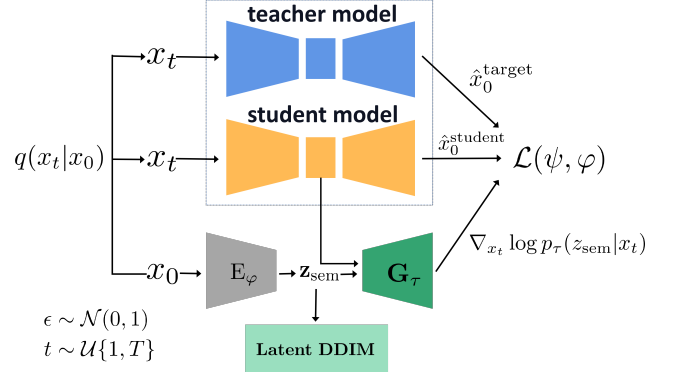 teacher model
x_t
x̂_0^target
student model
q(x_t|x_0)
x_t
x̂_0^student
ℒ(ψ, φ)
∇_{x_t} log p_τ(z_sem|x_t)
x_0
E_φ
z_sem
G_τ
ϵ ∼ 𝒩(0, 1)
t ∼ 𝒰{1, T}
Latent DDIM